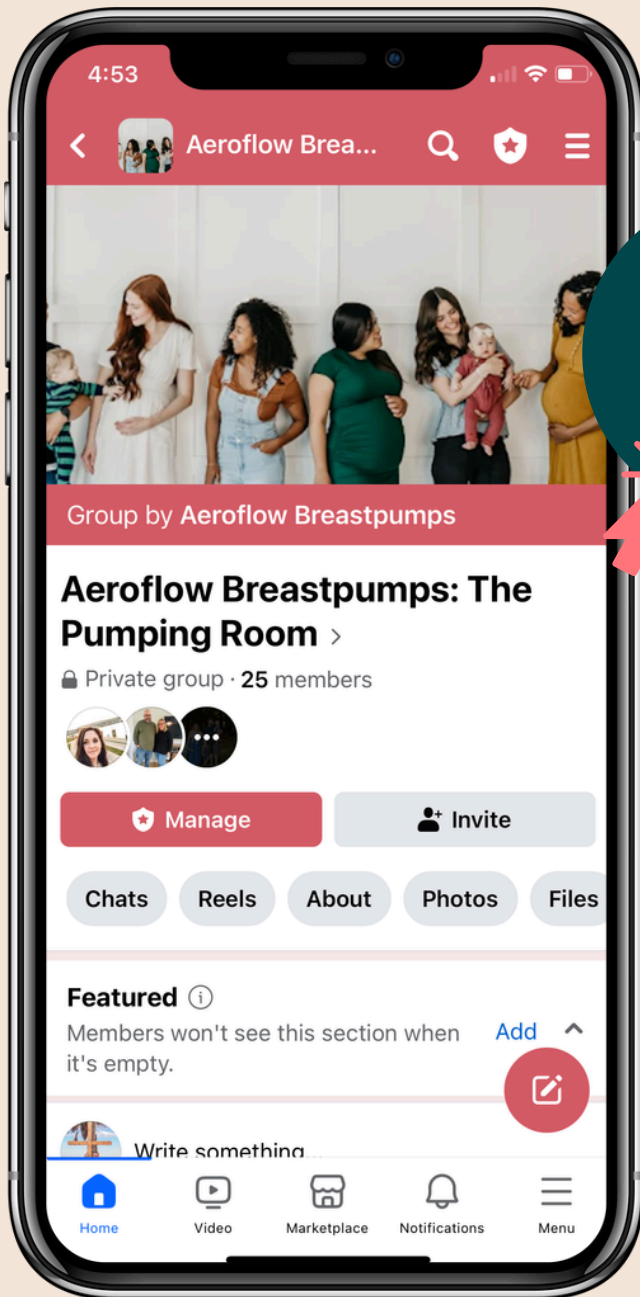 4:53
Aeroflow Brea...
Group by Aeroflow Breastpumps
Aeroflow Breastpumps: The
Pumping Room >
Private group · 25 members
Manage
Invite
Chats Reels About Photos Files
Featured
Members won't see this section when
it's empty.
Add
Write something...
Home Video Marketplace Notifications Menu